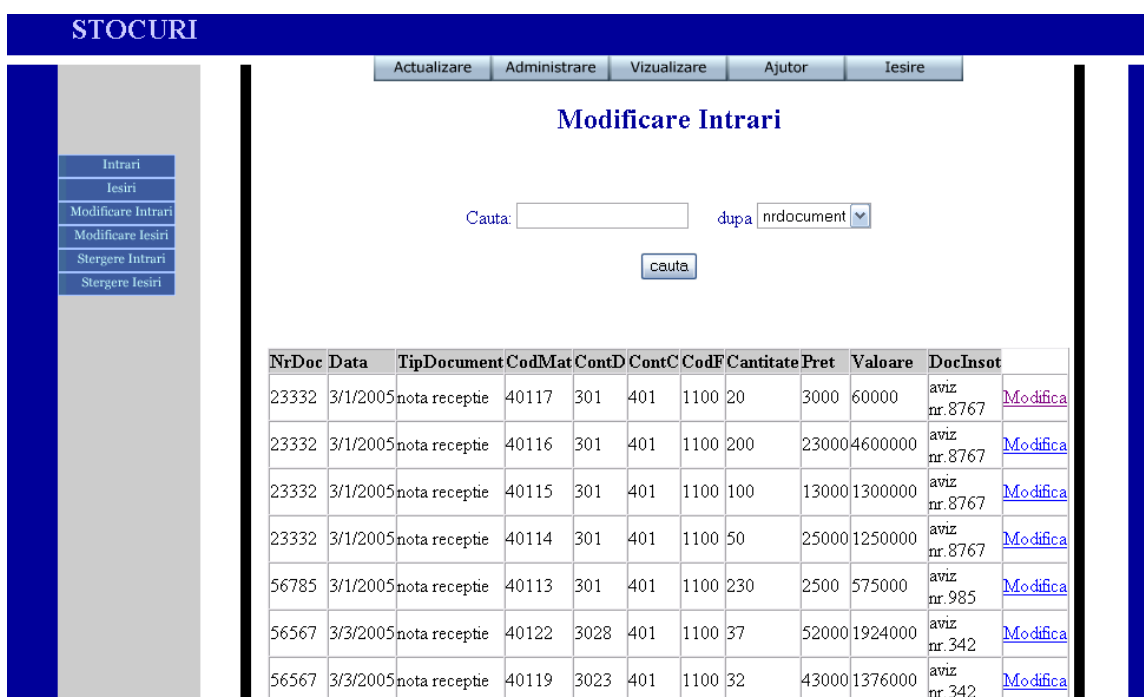 STOCURI
Actualizare Administrare Vizualizare Ajutor Iesire
Modificare Intrari
Intrari
Iesiri
Modificare Intrari
Modificare Iesiri
Stergere Intrari
Stergere Iesiri
Cauta: dupa nrdocument
cauta
NrDoc Data TipDocument CodMat ContD ContC CodF Cantitate Pret Valoare DocInsot
23332 3/1/2005 nota receptie 40117 301 401 1100 20 3000 60000 aviz nr.8767 Modifica
23332 3/1/2005 nota receptie 40116 301 401 1100 200 23000 4600000 aviz nr.8767 Modifica
23332 3/1/2005 nota receptie 40115 301 401 1100 100 13000 1300000 aviz nr.8767 Modifica
23332 3/1/2005 nota receptie 40114 301 401 1100 50 25000 1250000 aviz nr.8767 Modifica
56785 3/1/2005 nota receptie 40113 301 401 1100 230 2500 575000 aviz nr.985 Modifica
56567 3/3/2005 nota receptie 40122 3028 401 1100 37 52000 1924000 aviz nr.342 Modifica
56567 3/3/2005 nota receptie 40119 3023 401 1100 32 43000 1376000 aviz nr.342 Modifica